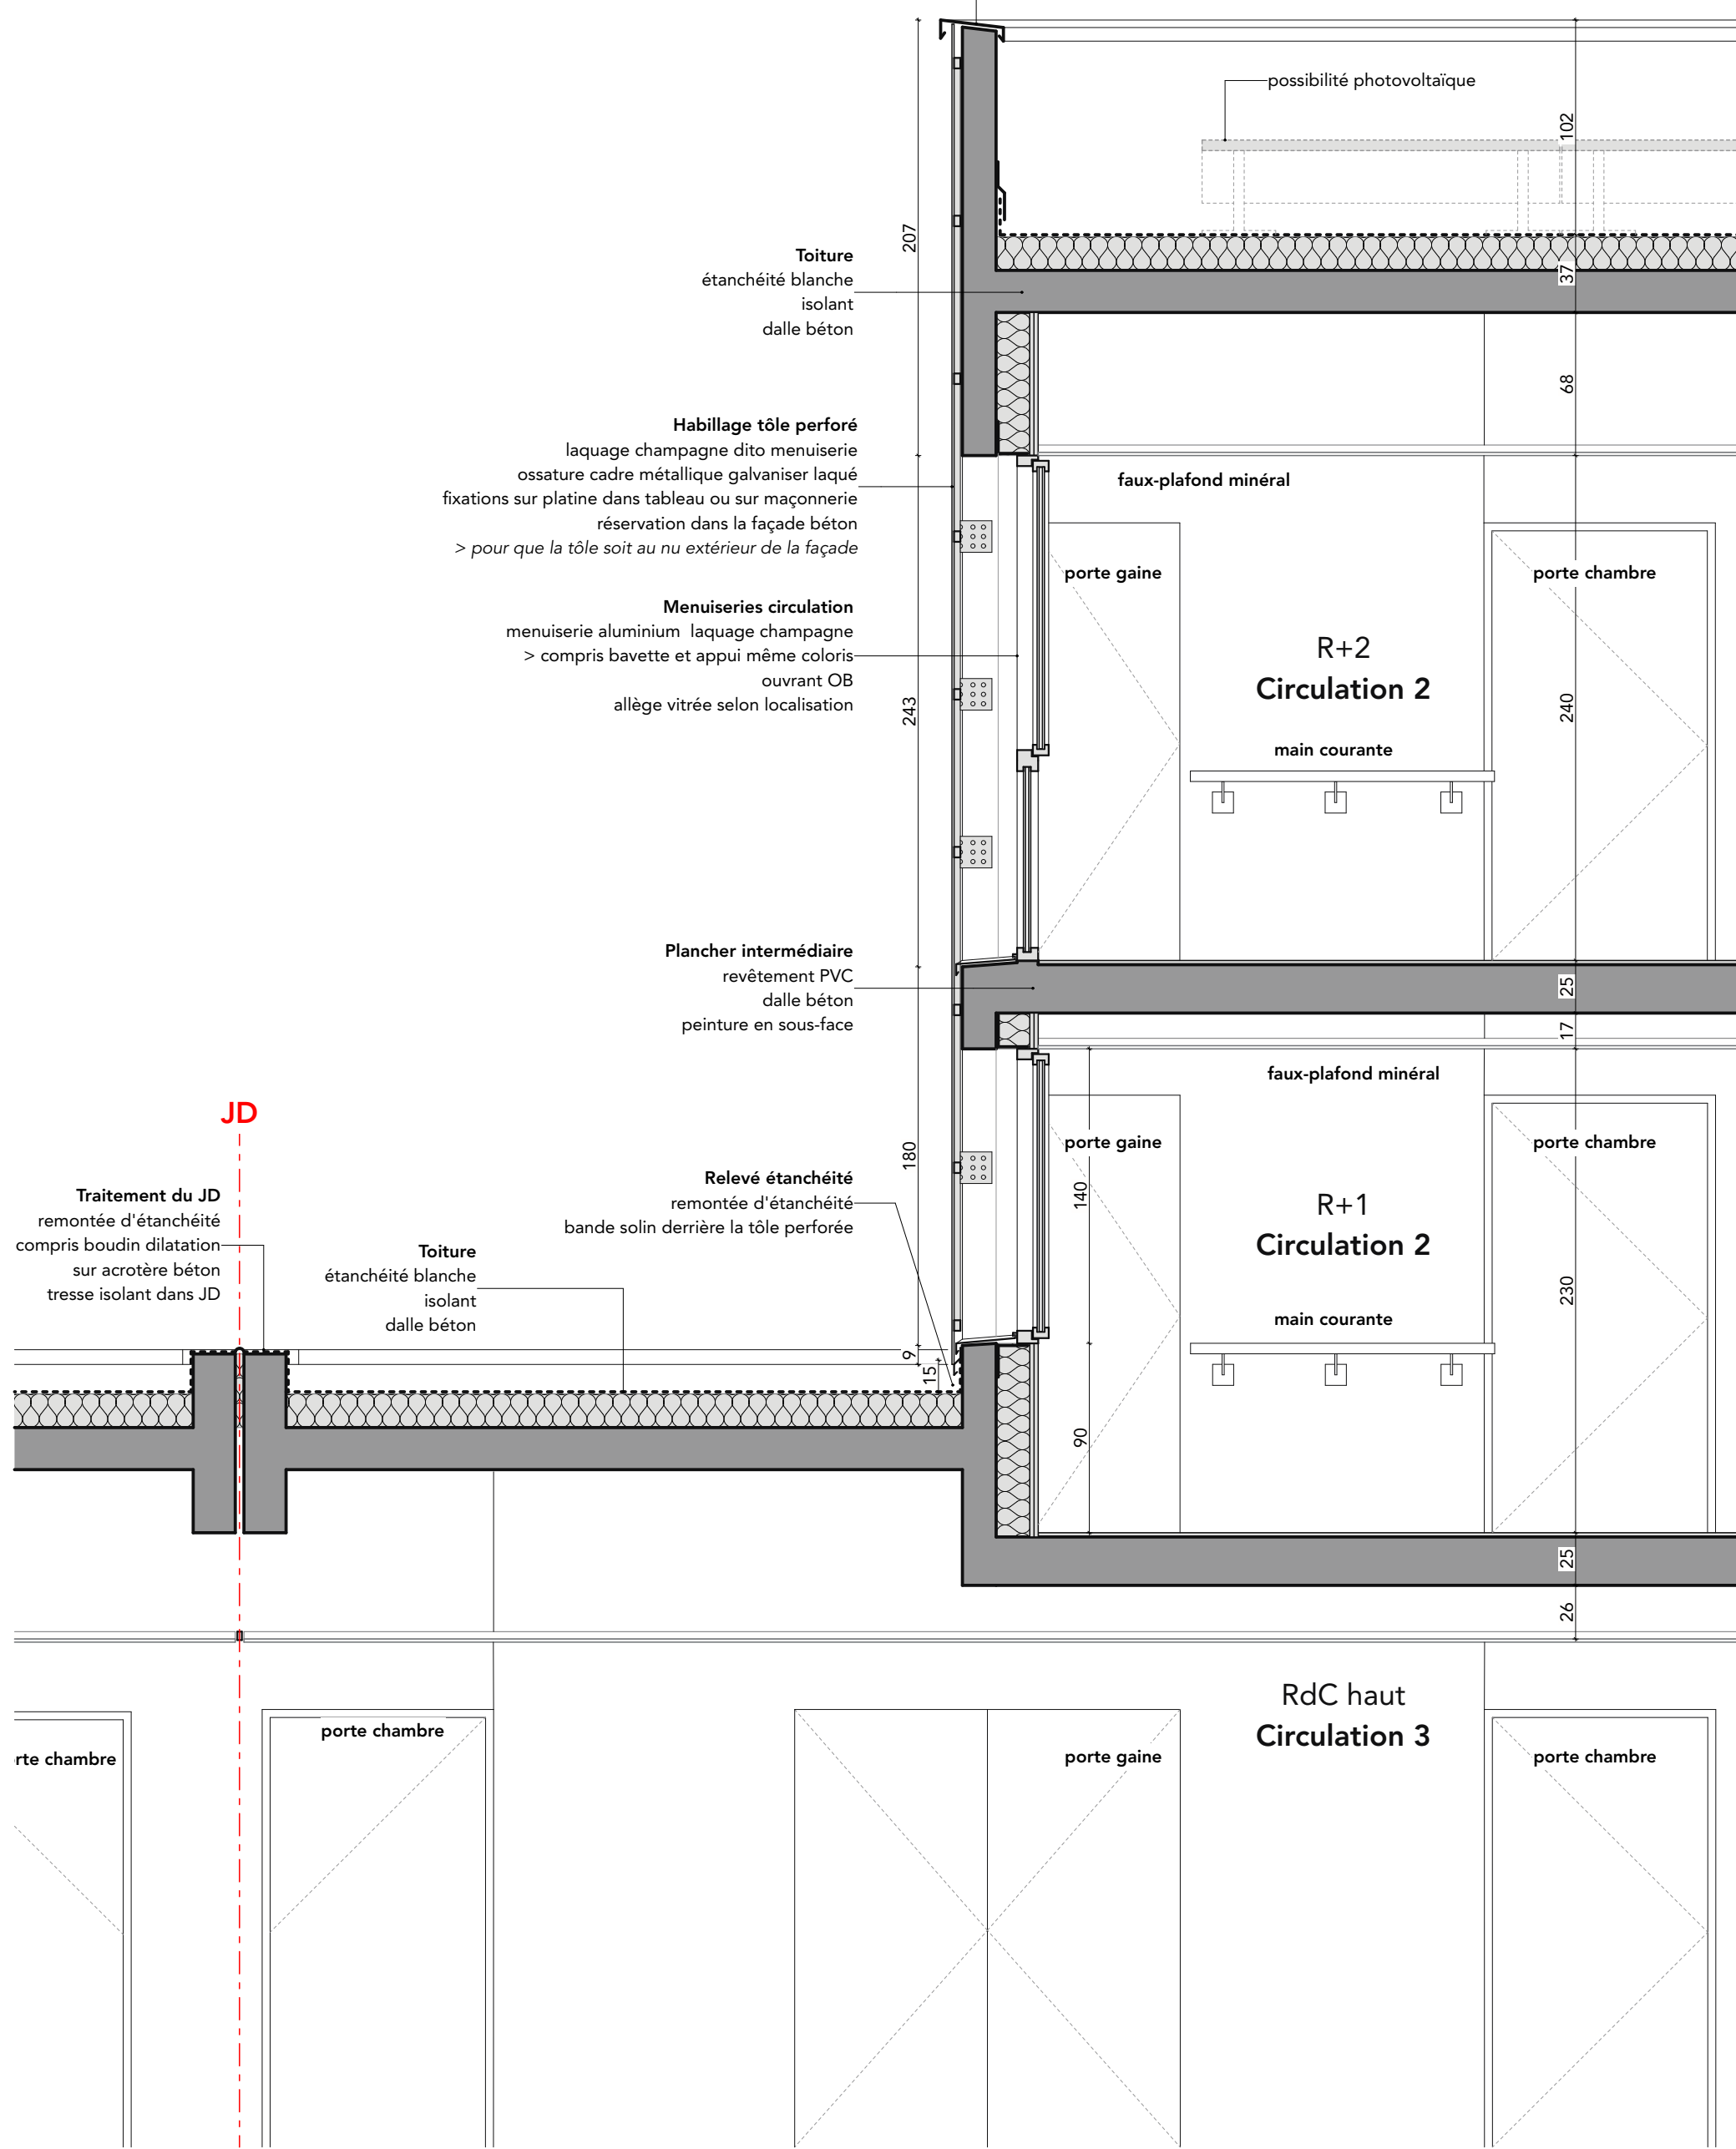 possibilité photovoltaïque
102
207
Toiture
étanchéité blanche
isolant
dalle béton
37
68
Habillage tôle perforé
laquage champagne dito menuiserie
ossature cadre métallique galvaniser laqué
fixations sur platine dans tableau ou sur maçonnerie
réservation dans la façade béton
> pour que la tôle soit au nu extérieur de la façade
faux-plafond minéral
porte gaine
porte chambre
Menuiseries circulation
menuiserie aluminium laquage champagne
> compris bavette et appui même coloris
ouvrant OB
allège vitrée selon localisation
R+2
Circulation 2
243
240
main courante
Plancher intermédiaire
revêtement PVC
dalle béton
peinture en sous-face
25
17
faux-plafond minéral
JD
porte gaine
porte chambre
180
140
Traitement du JD
remontée d'étanchéité
compris boudin dilatation
sur acrotère béton
tresse isolant dans JD
Relevé étanchéité
remontée d'étanchéité
bande solin derrière la tôle perforée
R+1
Circulation 2
Toiture
étanchéité blanche
isolant
dalle béton
230
main courante
9
15
90
25
26
RdC haut
Circulation 3
porte chambre
rte chambre
porte gaine
porte chambre